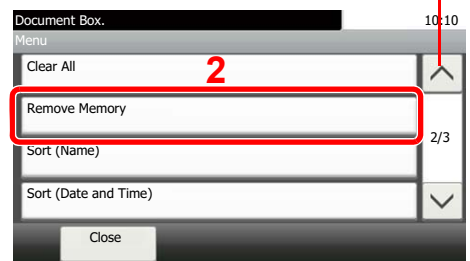 Document Box. 10:10
Menu
Clear All
2
Remove Memory
2/3
Sort (Name)
Sort (Date and Time)
Close